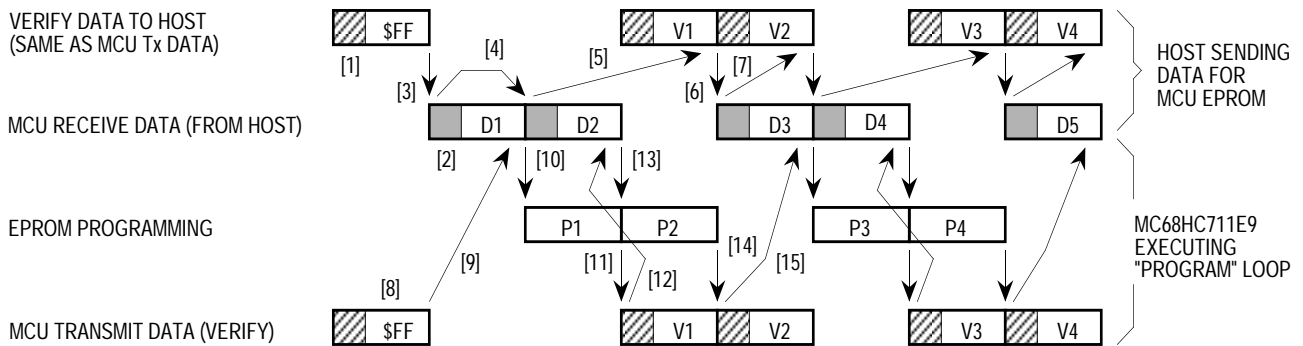 VERIFY DATA TO HOST
(SAME AS MCU Tx DATA)
$FF
V1
V2
V3
V4
[1]
[3]
[4]
[5]
[6]
[7]
HOST SENDING
DATA FOR
MCU EPROM
MCU RECEIVE DATA (FROM HOST)
D1
D2
D3
D4
D5
[2]
[10]
[13]
EPROM PROGRAMMING
P1
P2
P3
P4
MC68HC711E9
EXECUTING
"PROGRAM" LOOP
[8]
[9]
[11]
[12]
[14]
[15]
MCU TRANSMIT DATA (VERIFY)
$FF
V1
V2
V3
V4